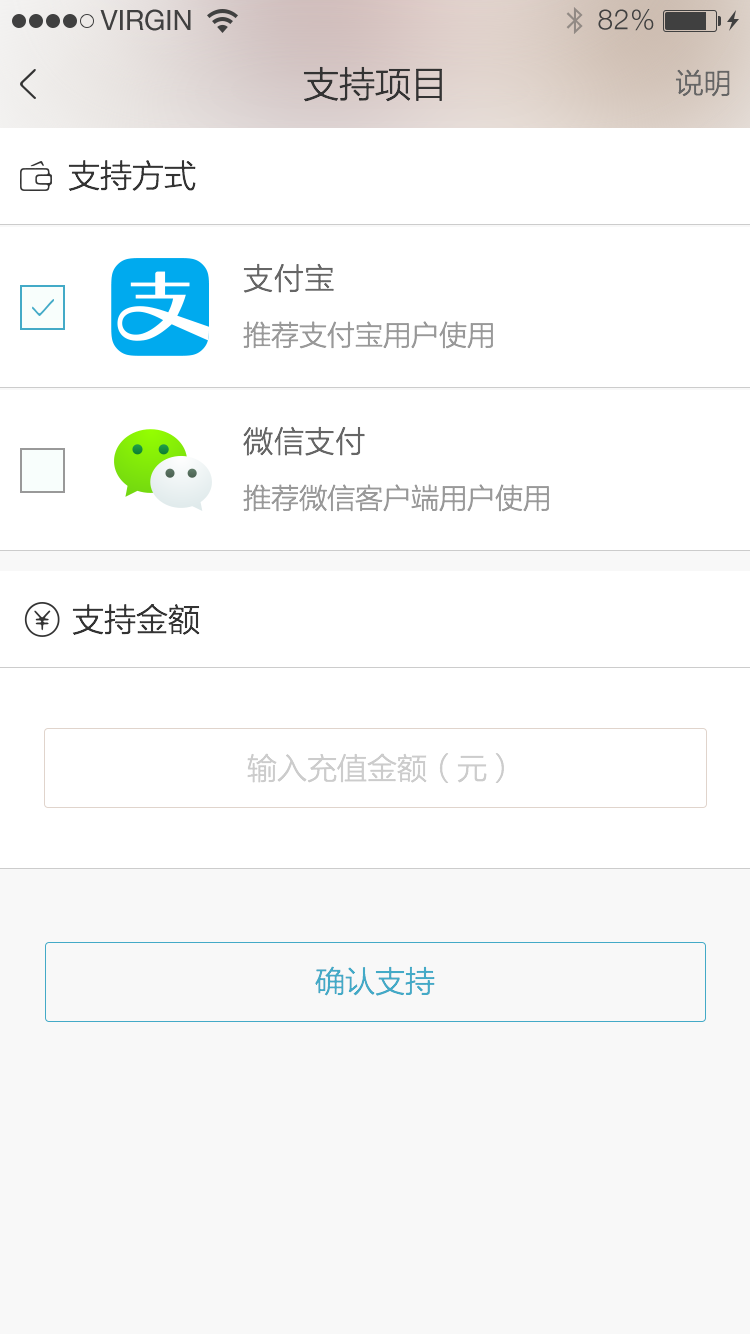 VIRGIN 82%
支持项目 说明
支持方式
支
支付宝
推荐支付宝用户使用
微信支付
推荐微信客户端用户使用
¥ 支持金额
输入充值金额（元）
确认支持